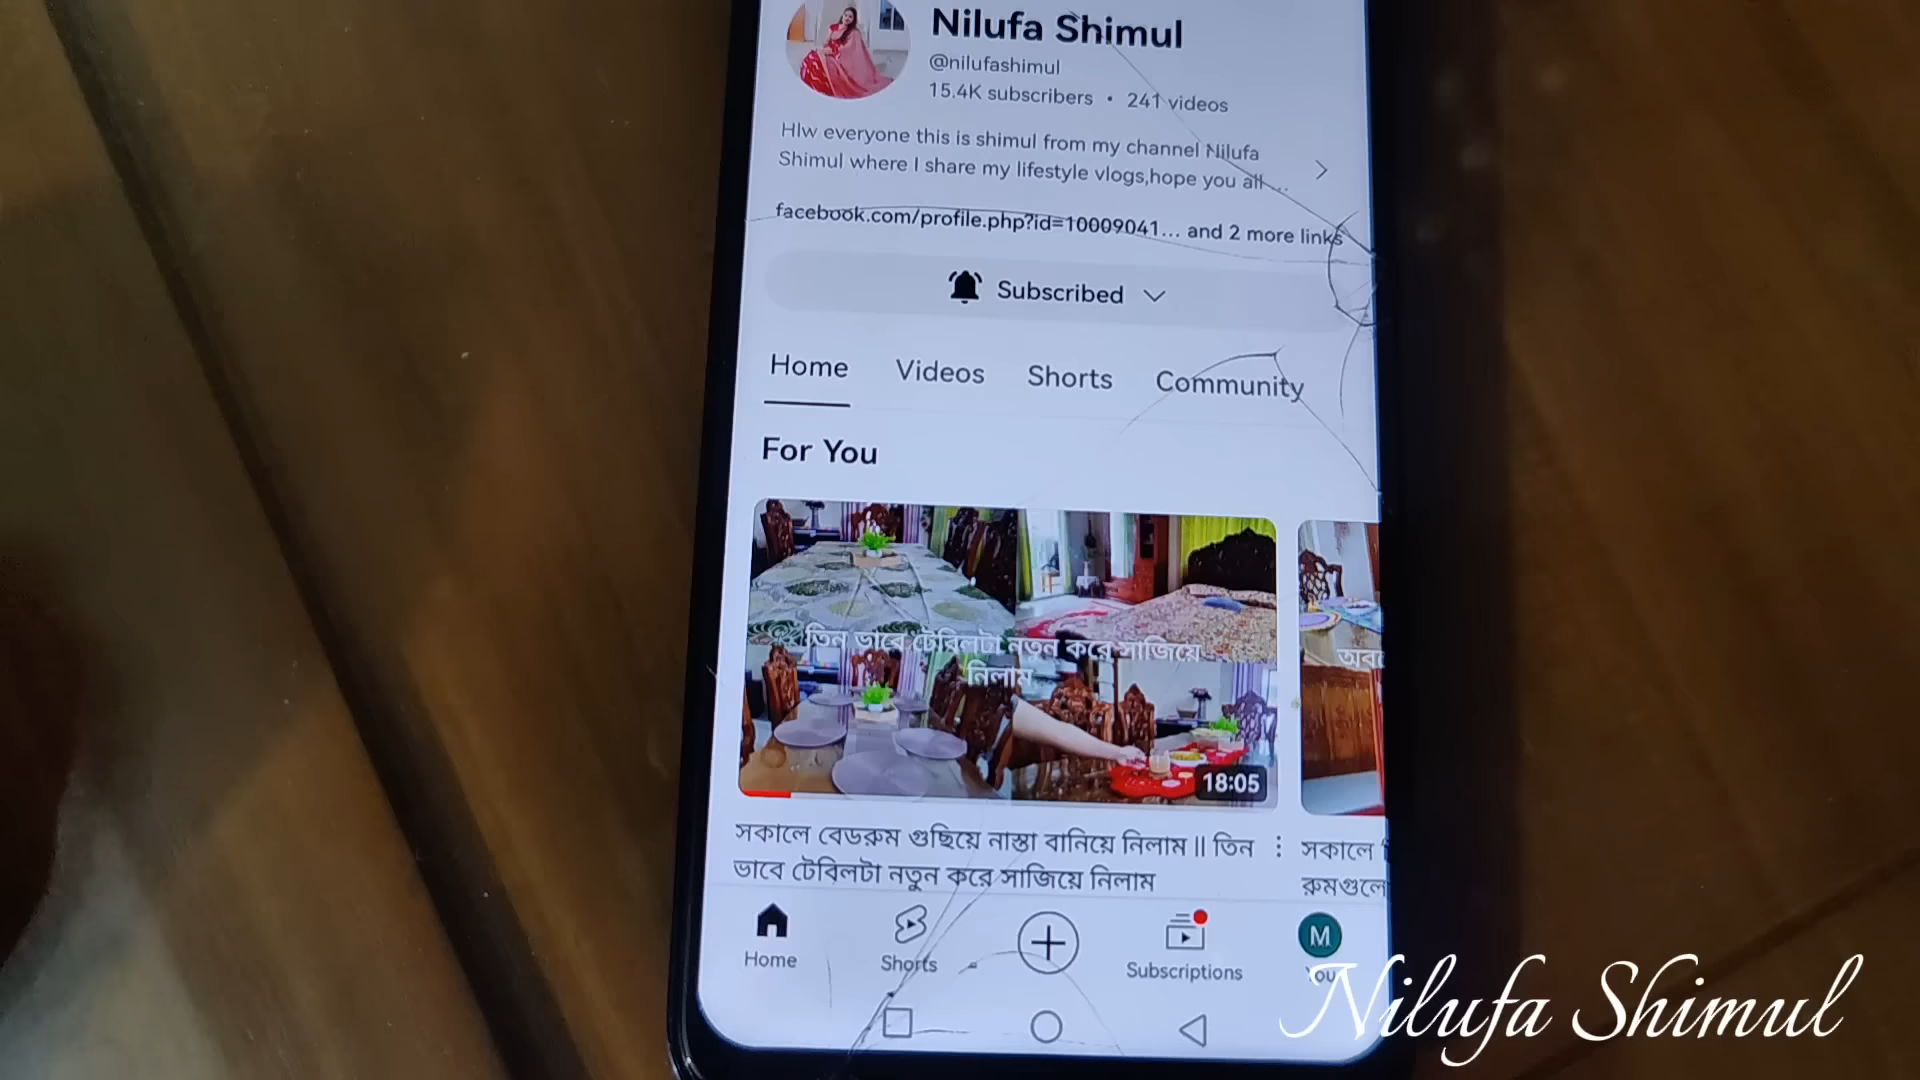 Nilufa Shimul
@nilufashimul
15.4K subscribers • 241 videos
Hlw everyone this is shimul from my channel Nilufa
Shimul where I share my lifestyle vlogs,hope you all ...
facebook.com/profile.php?id=10009041... and 2 more links
Subscribed
Home Videos Shorts Community
For You
তিন ভাবে টেবিলটা নতুন করে সাজিয়ে
নিলাম
18:05
সকালে বেডরুম গুছিয়ে নাস্তা বানিয়ে নিলাম || তিন
ভাবে টেবিলটা নতুন করে সাজিয়ে নিলাম
সকালে
Home Shorts Subscriptions You
M
Nilufa Shimul